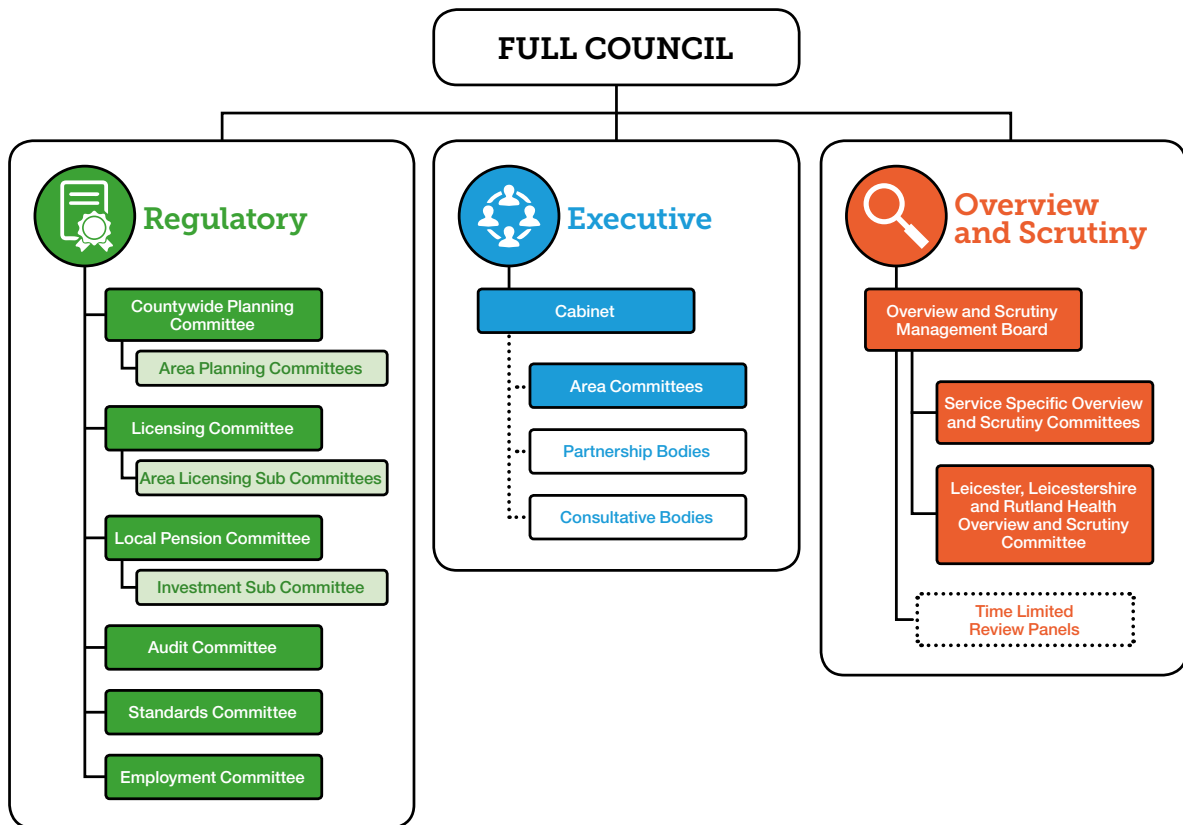 FULL COUNCIL
Regulatory
Countywide Planning
Committee
Area Planning Committees
Licensing Committee
Area Licensing Sub Committees
Local Pension Committee
Investment Sub Committee
Audit Committee
Standards Committee
Employment Committee
Executive
Cabinet
Area Committees
Partnership Bodies
Consultative Bodies
Overview
and Scrutiny
Overview and Scrutiny
Management Board
Service Specific Overview
and Scrutiny Committees
Leicester, Leicestershire
and Rutland Health
Overview and Scrutiny
Committee
Time Limited
Review Panels